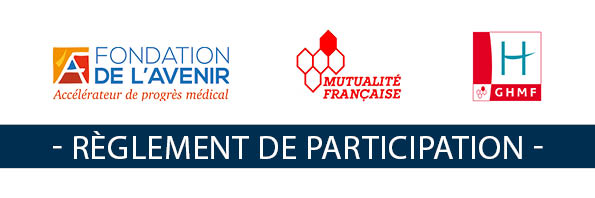 FONDATION
DE L'AVENIR
Accélérateur de progrès médical
MUTUALITÉ
FRANÇAISE
H
GHMF
- RÈGLEMENT DE PARTICIPATION -